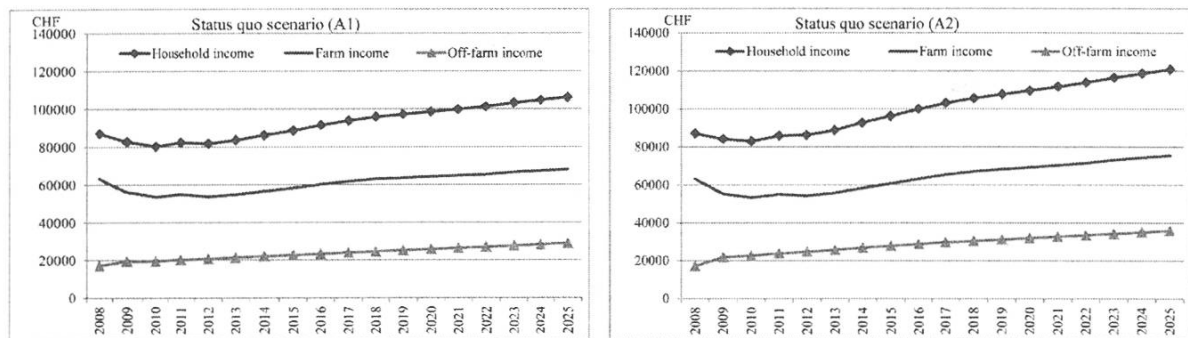 CHF
Status quo scenario (A1)
140000
Household income Farm income Off-farm income
120000
100000
80000
60000
40000
20000
0
2008 2009 2010 2011 2012 2013 2014 2015 2016 2017 2018 2019 2020 2021 2022 2023 2024 2025
CHF
Status quo scenario (A2)
140000
Household income Farm income Off-farm income
120000
100000
80000
60000
40000
20000
0
2008 2009 2010 2011 2012 2013 2014 2015 2016 2017 2018 2019 2020 2021 2022 2023 2024 2025